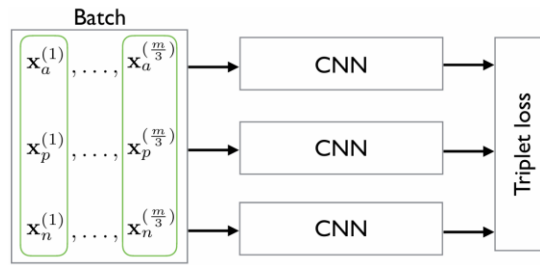 Batch
x_a^(1) , . . . , x_a^(m/3) CNN
x_p^(1) , . . . , x_p^(m/3) CNN
x_n^(1) , . . . , x_n^(m/3) CNN
Triplet loss